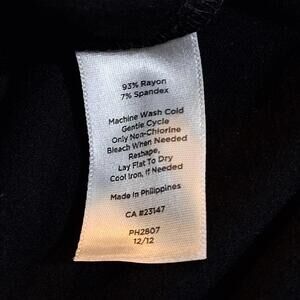 93% Rayon
7% Spandex
Machine Wash Cold
Gentle Cycle
Only Non-Chlorine
Bleach When Needed
Reshape,
Lay Flat To Dry
Cool Iron, If Needed
Made In Philippines
CA #23147
PH2807
12/12